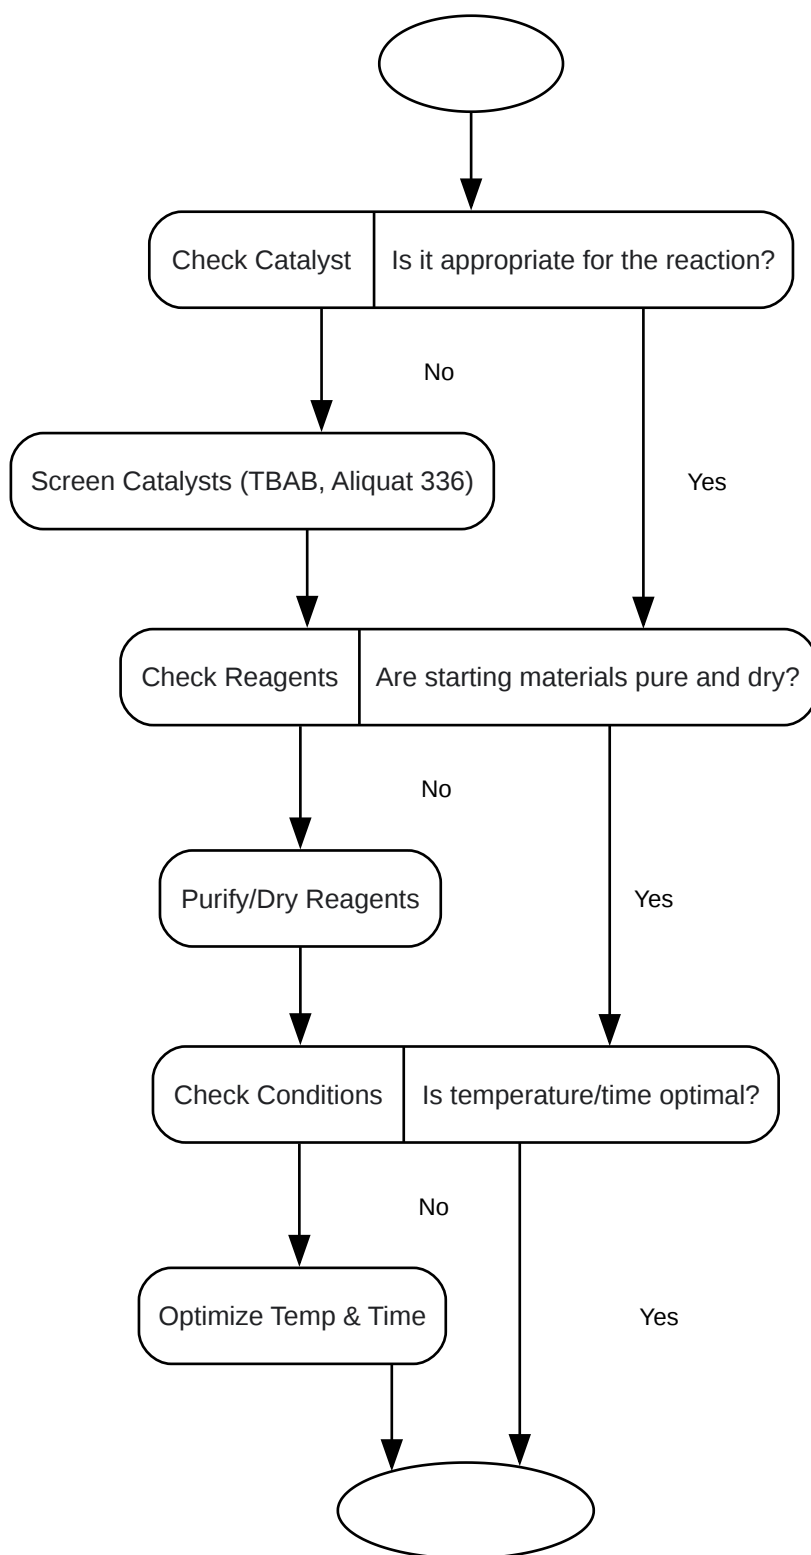 Check Catalyst
Is it appropriate for the reaction?
No
Screen Catalysts (TBAB, Aliquat 336)
Yes
Check Reagents
Are starting materials pure and dry?
No
Purify/Dry Reagents
Yes
Check Conditions
Is temperature/time optimal?
No
Optimize Temp & Time
Yes